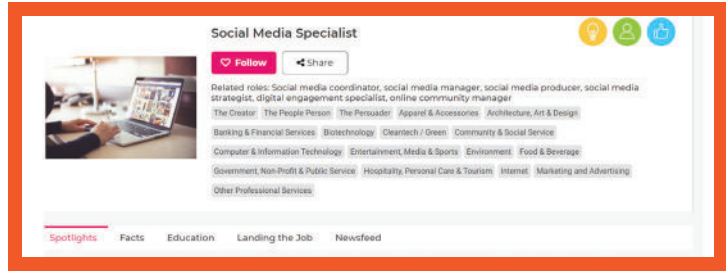 Social Media Specialist
Follow
Share
Related roles: Social media coordinator, social media manager, social media producer, social media
strategist, digital engagement specialist, online community manager
The Creator The People Person The Persuader Apparel & Accessories Architecture, Art & Design
Banking & Financial Services Biotechnology Cleantech / Green Community & Social Service
Computer & Information Technology Entertainment, Media & Sports Environment Food & Beverage
Government, Non-Profit & Public Service Hospitality, Personal Care & Tourism Internet Marketing and Advertising
Other Professional Services
Spotlights Facts Education Landing the Job Newsfeed